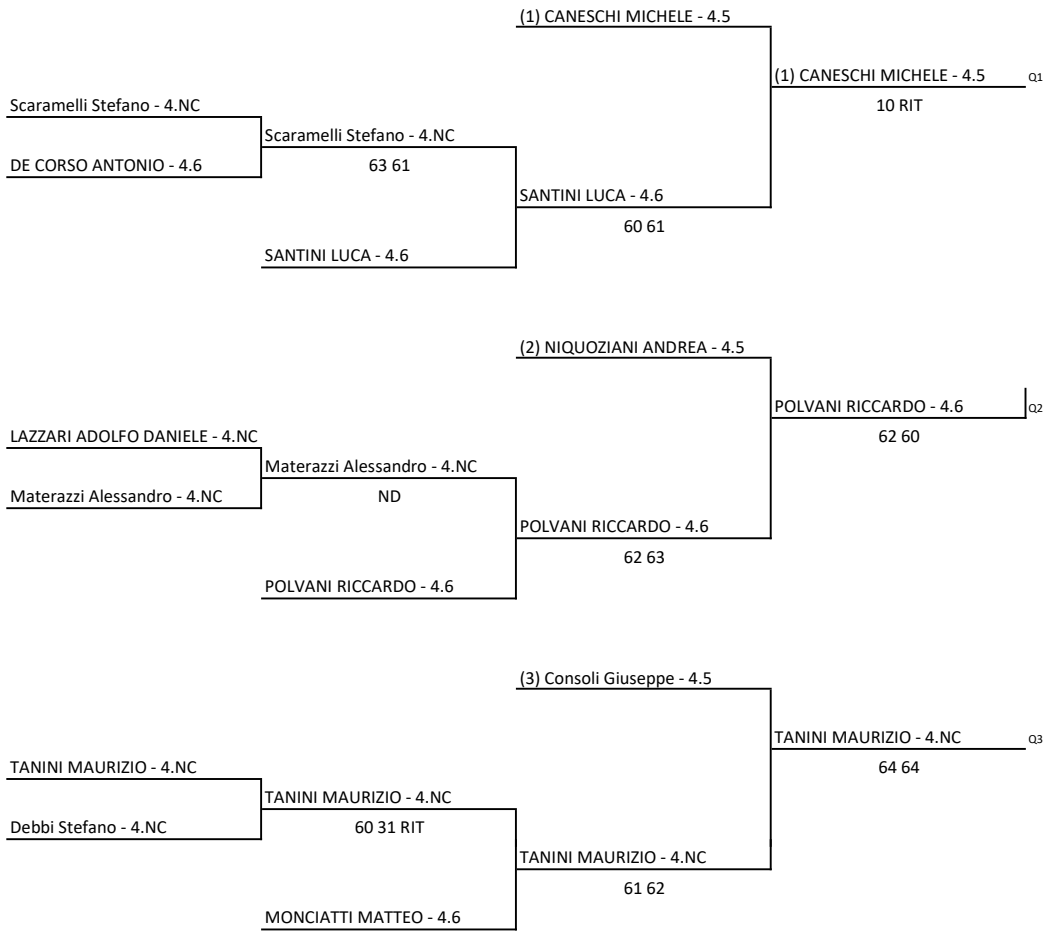 (1) CANESCHI MICHELE - 4.5
(1) CANESCHI MICHELE - 4.5 Q1
Scaramelli Stefano - 4.NC
10 RIT
Scaramelli Stefano - 4.NC
DE CORSO ANTONIO - 4.6
63 61
SANTINI LUCA - 4.6
60 61
SANTINI LUCA - 4.6
(2) NIQUOZIANI ANDREA - 4.5
POLVANI RICCARDO - 4.6 Q2
LAZZARI ADOLFO DANIELE - 4.NC
62 60
Materazzi Alessandro - 4.NC
Materazzi Alessandro - 4.NC
ND
POLVANI RICCARDO - 4.6
62 63
POLVANI RICCARDO - 4.6
(3) Consoli Giuseppe - 4.5
TANINI MAURIZIO - 4.NC Q3
TANINI MAURIZIO - 4.NC
64 64
TANINI MAURIZIO - 4.NC
Debbi Stefano - 4.NC
60 31 RIT
TANINI MAURIZIO - 4.NC
61 62
MONCIATTI MATTEO - 4.6